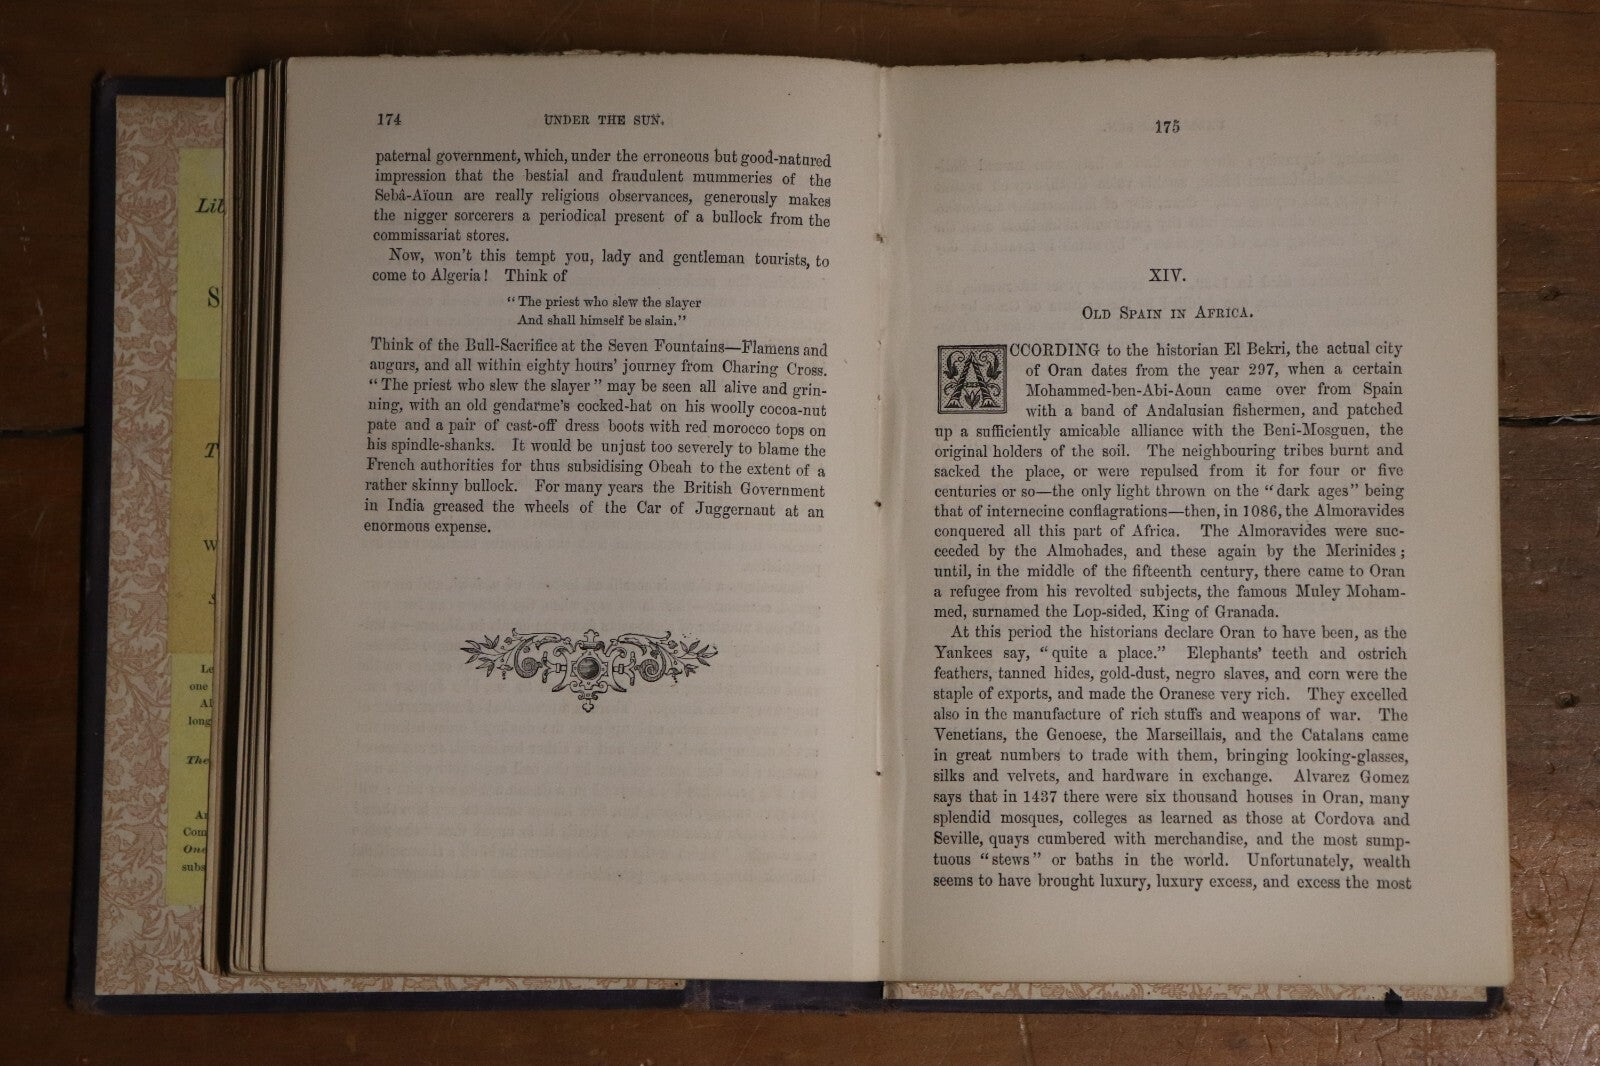 Lib
S
T
W
S
Le
one
Al
long
The
An
Com
One
subs
174 UNDER THE SUN.
paternal government, which, under the erroneous but good-natured
impression that the bestial and fraudulent mummeries of the
Sebâ-Aïoun are really religious observances, generously makes
the nigger sorcerers a periodical present of a bullock from the
commissariat stores.
Now, won't this tempt you, lady and gentleman tourists, to
come to Algeria! Think of
“The priest who slew the slayer
And shall himself be slain.”
Think of the Bull-Sacrifice at the Seven Fountains—Flamens and
augurs, and all within eighty hours' journey from Charing Cross.
“The priest who slew the slayer” may be seen all alive and grin-
ning, with an old gendarme's cocked-hat on his woolly cocoa-nut
pate and a pair of cast-off dress boots with red morocco tops on
his spindle-shanks. It would be unjust too severely to blame the
French authorities for thus subsidising Obeah to the extent of a
rather skinny bullock. For many years the British Government
in India greased the wheels of the Car of Juggernaut at an
enormous expense.
175
XIV.
OLD SPAIN IN AFRICA.
ACCORDING to the historian El Bekri, the actual city
of Oran dates from the year 297, when a certain
Mohammed-ben-Abi-Aoun came over from Spain
with a band of Andalusian fishermen, and patched
up a sufficiently amicable alliance with the Beni-Mosguen, the
original holders of the soil. The neighbouring tribes burnt and
sacked the place, or were repulsed from it for four or five
centuries or so—the only light thrown on the “dark ages” being
that of internecine conflagrations—then, in 1086, the Almoravides
conquered all this part of Africa. The Almoravides were suc-
ceeded by the Almohades, and these again by the Merinides;
until, in the middle of the fifteenth century, there came to Oran
a refugee from his revolted subjects, the famous Muley Moham-
med, surnamed the Lop-sided, King of Granada.
At this period the historians declare Oran to have been, as the
Yankees say, “quite a place.” Elephants' teeth and ostrich
feathers, tanned hides, gold-dust, negro slaves, and corn were the
staple of exports, and made the Oranese very rich. They excelled
also in the manufacture of rich stuffs and weapons of war. The
Venetians, the Genoese, the Marseillais, and the Catalans came
in great numbers to trade with them, bringing looking-glasses,
silks and velvets, and hardware in exchange. Alvarez Gomez
says that in 1437 there were six thousand houses in Oran, many
splendid mosques, colleges as learned as those at Cordova and
Seville, quays cumbered with merchandise, and the most sump-
tuous “stews” or baths in the world. Unfortunately, wealth
seems to have brought luxury, luxury excess, and excess the most